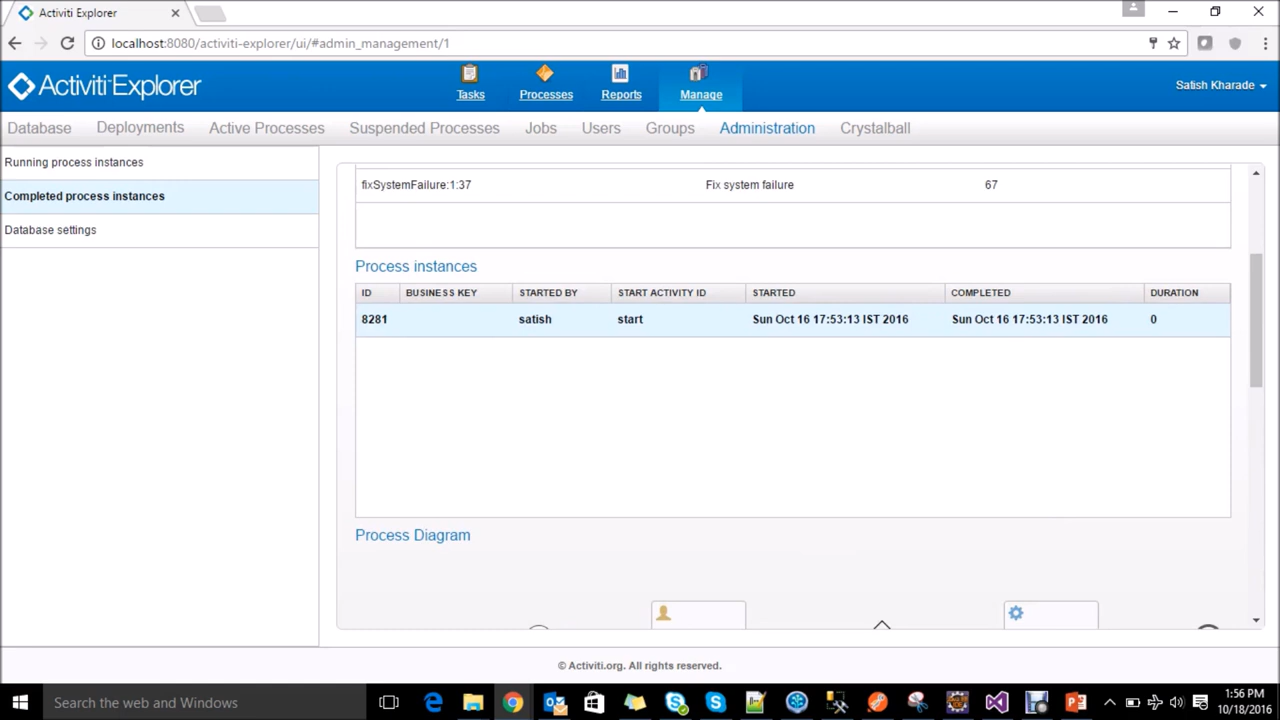 Activiti Explorer
localhost:8080/activiti-explorer/ui/#admin_management/1
Activiti Explorer
Tasks
Processes
Reports
Manage
Satish Kharade
Database
Deployments
Active Processes
Suspended Processes
Jobs
Users
Groups
Administration
Crystalball
Running process instances
Completed process instances
Database settings
fixSystemFailure:1:37 Fix system failure 67
Process instances
ID BUSINESS KEY STARTED BY START ACTIVITY ID STARTED COMPLETED DURATION
8281 satish start Sun Oct 16 17:53:13 IST 2016 Sun Oct 16 17:53:13 IST 2016 0
Process Diagram
© Activiti.org. All rights reserved.
Search the web and Windows
1:56 PM
10/18/2016